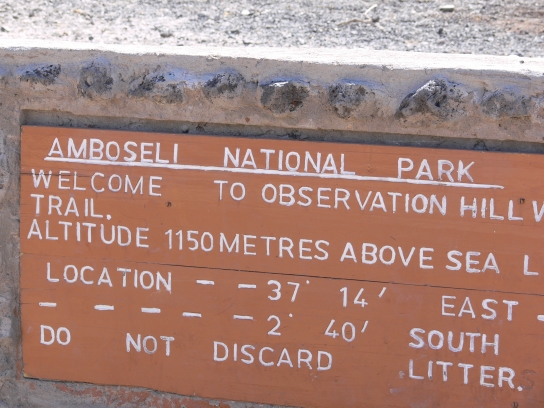 AMBOSELI NATIONAL PARK
WELCOME TO OBSERVATION HILL W
TRAIL.
ALTITUDE 1150 METRES ABOVE SEA L
LOCATION - - 37° 14' EAST -
- - - - - 2° 40' SOUTH
DO NOT DISCARD LITTER.